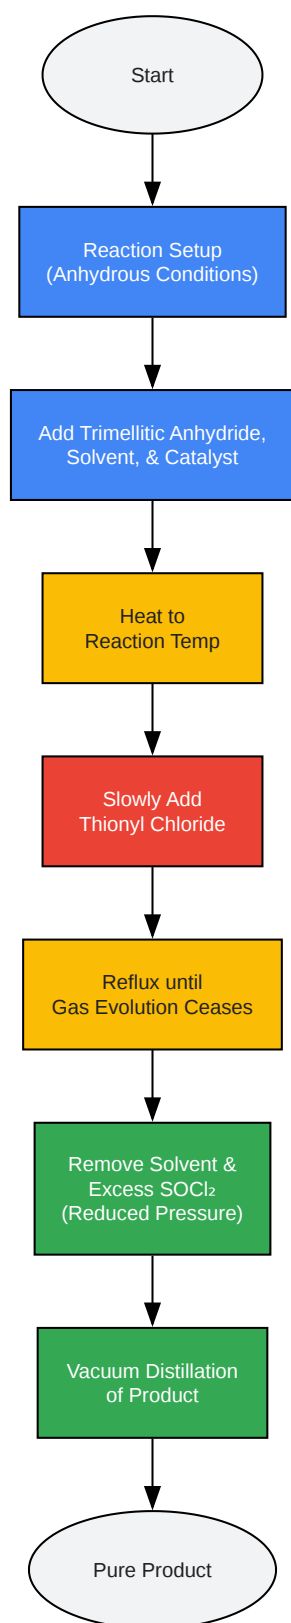 Start
Reaction Setup
(Anhydrous Conditions)
Add Trimellitic Anhydride,
Solvent, & Catalyst
Heat to
Reaction Temp
Slowly Add
Thionyl Chloride
Reflux until
Gas Evolution Ceases
Remove Solvent &
Excess SOCl₂
(Reduced Pressure)
Vacuum Distillation
of Product
Pure Product